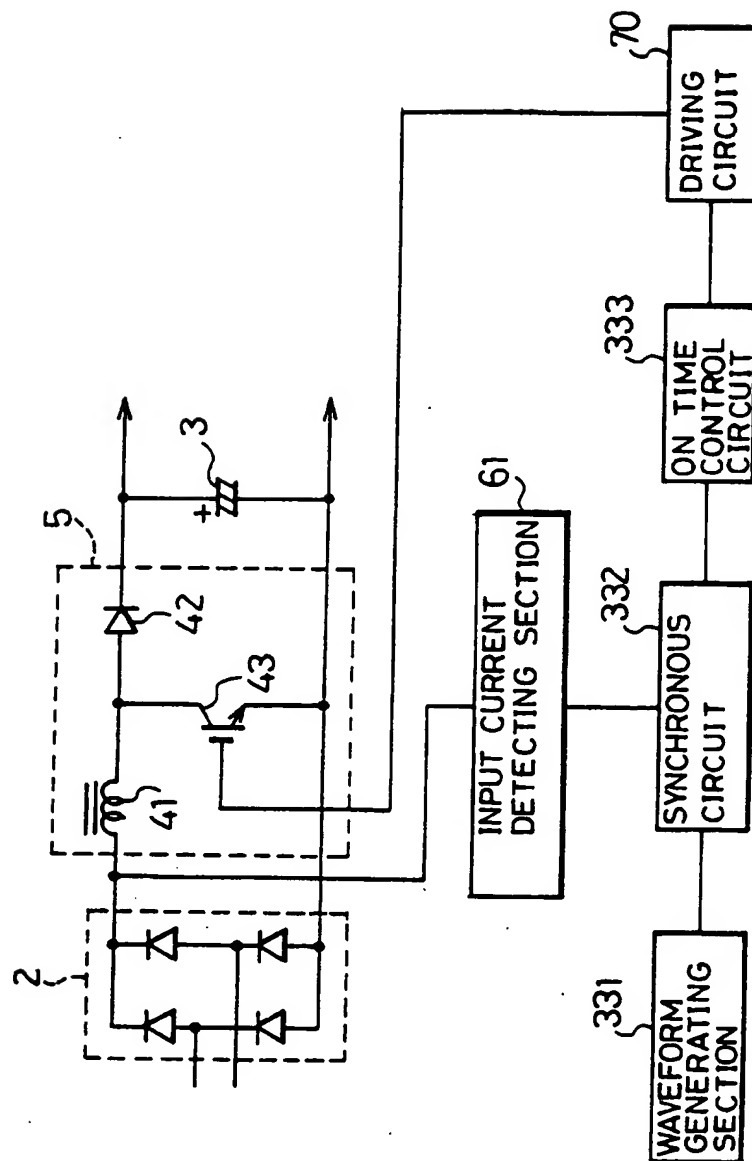 2
5
41
42
43
3
+
61
INPUT CURRENT
DETECTING SECTION
331
WAVEFORM
GENERATING
SECTION
332
SYNCHRONOUS
CIRCUIT
333
ON TIME
CONTROL
CIRCUIT
70
DRIVING
CIRCUIT